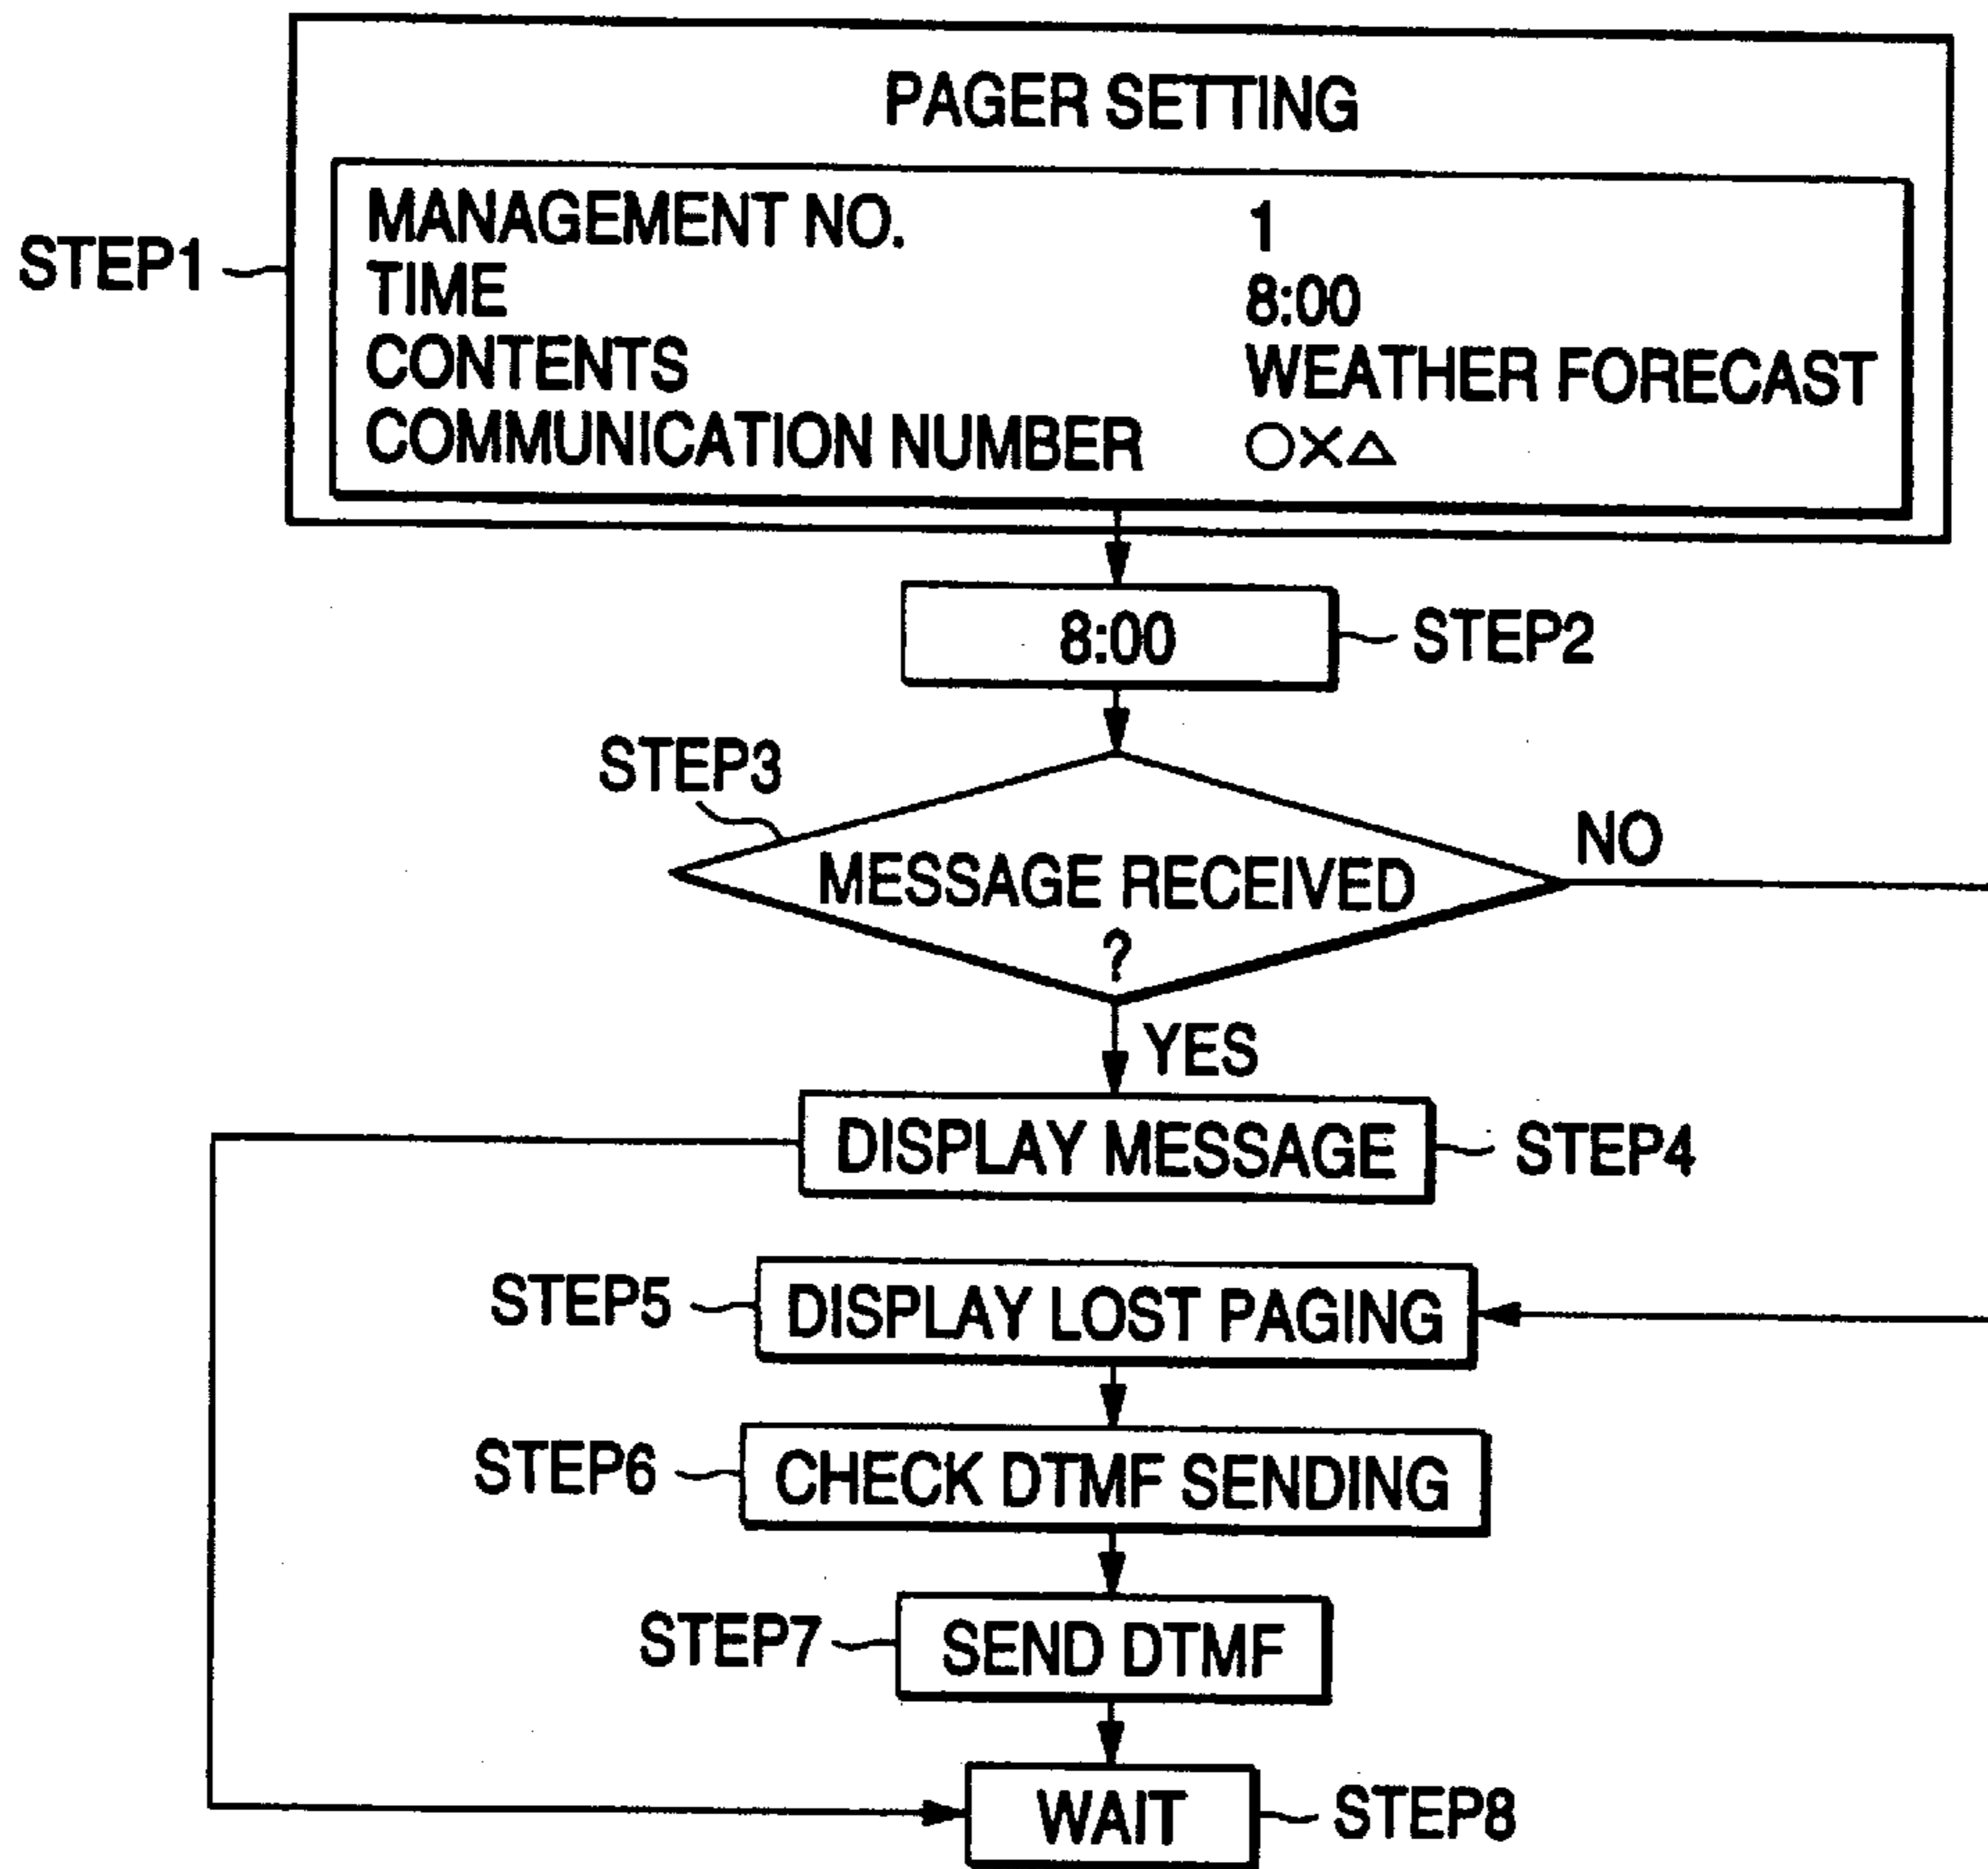 PAGER SETTING
STEP1
MANAGEMENT NO. 1
TIME 8:00
CONTENTS WEATHER FORECAST
COMMUNICATION NUMBER ○×△
8:00 STEP2
STEP3
NO
MESSAGE RECEIVED
?
YES
DISPLAY MESSAGE STEP4
STEP5 DISPLAY LOST PAGING
STEP6 CHECK DTMF SENDING
STEP7 SEND DTMF
WAIT STEP8